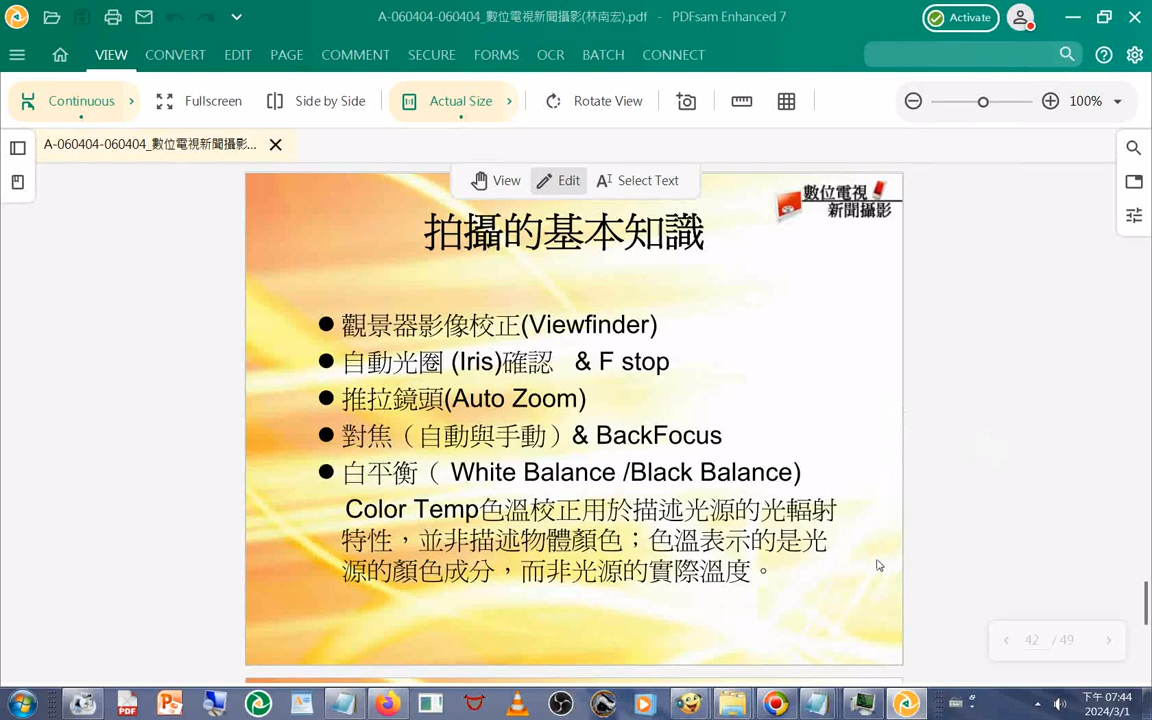 A-060404-060404_數位電視新聞攝影(林南宏).pdf - PDFsam Enhanced 7
Activate
VIEW CONVERT EDIT PAGE COMMENT SECURE FORMS OCR BATCH CONNECT
Continuous Fullscreen Side by Side Actual Size Rotate View 100%
A-060404-060404_數位電視新聞攝影...
View Edit Select Text
數位電視
新聞攝影
拍攝的基本知識
● 觀景器影像校正(Viewfinder)
● 自動光圈 (Iris)確認 & F stop
● 推拉鏡頭(Auto Zoom)
● 對焦（自動與手動）& BackFocus
● 白平衡（ White Balance /Black Balance)
Color Temp色溫校正用於描述光源的光輻射
特性，並非描述物體顏色；色溫表示的是光
源的顏色成分，而非光源的實際溫度。
42 / 49
下午 07:44
2024/3/1